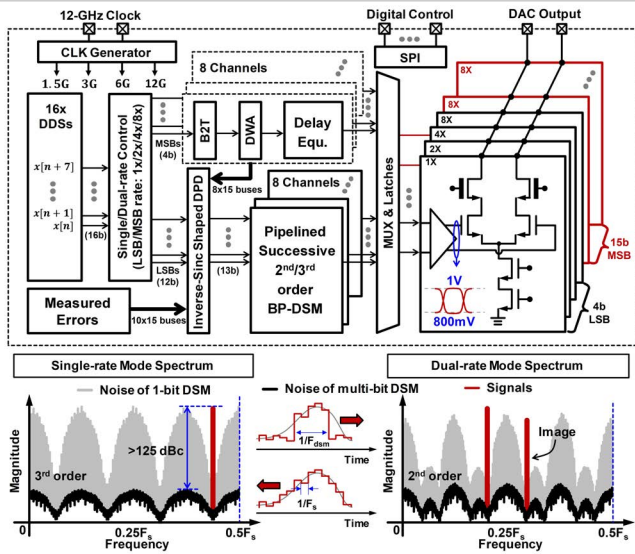 12-GHz Clock
Digital Control
DAC Output
CLK Generator
SPI
1.5G 3G 6G 12G
8 Channels
16x
DDSs
x[n + 7]
x[n + 1]
x[n]
(16b)
Single/Dual-rate Control
(LSB/MSB rate: 1x/2x/4x/8x)
MSBs
(4b)
B2T
DWA
Delay
Equ.
8x15 buses
8 Channels
LSBs
(12b)
Inverse-Sinc Shaped DPD
(13b)
Pipelined
Successive
2nd/3rd
order
BP-DSM
Measured
Errors
10x15 buses
MUX & Latches
8X
8X
8X
4X
2X
1X
1V
800mV
15b
MSB
4b
LSB
Single-rate Mode Spectrum
Dual-rate Mode Spectrum
Noise of 1-bit DSM
Noise of multi-bit DSM
Signals
Magnitude
>125 dBc
3rd order
0
0.25Fs
0.5Fs
Frequency
1/Fdsm
Time
1/Fs
Time
Magnitude
Image
2nd order
0
0.25Fs
0.5Fs
Frequency